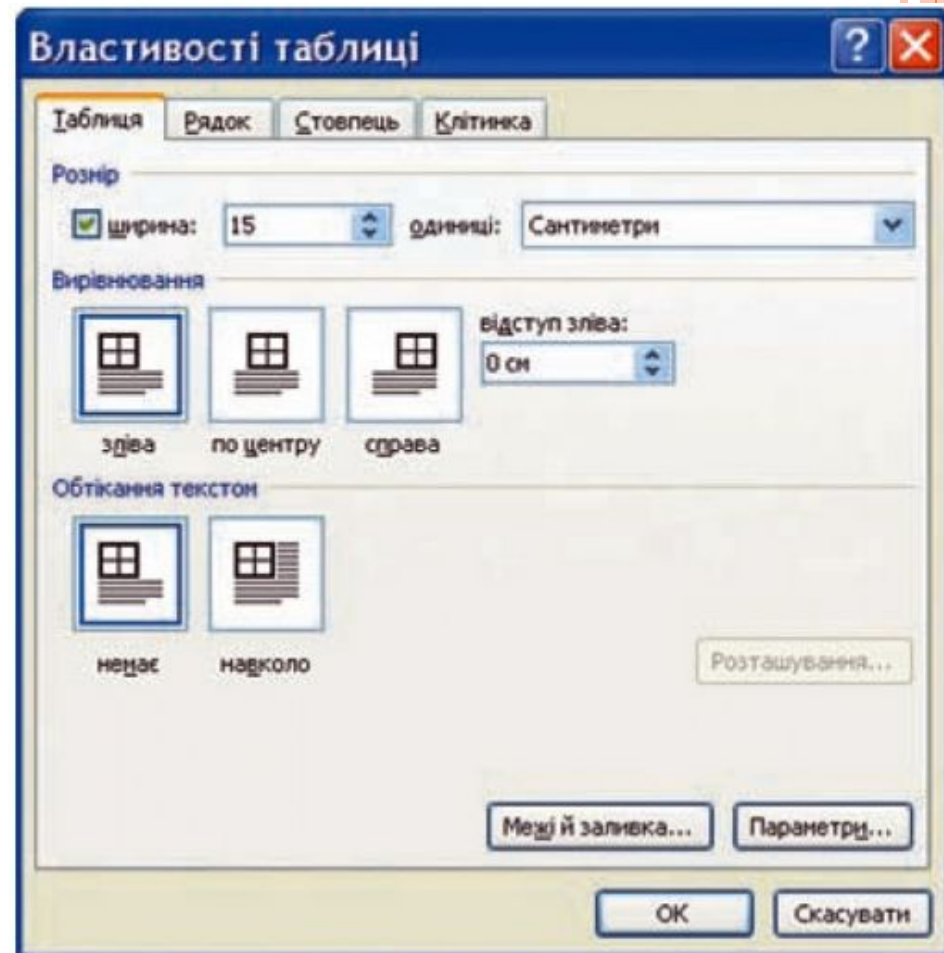 Властивості таблиці
Таблиця Рядок Стовпець Клітинка
Розмір
ширина: 15 одиниці: Сантиметри
Вирівнювання
відступ зліва:
0 см
зліва по центру справа
Обтікання текстом
немає навколо
Розташування...
Межі й заливка... Параметри...
ОК Скасувати